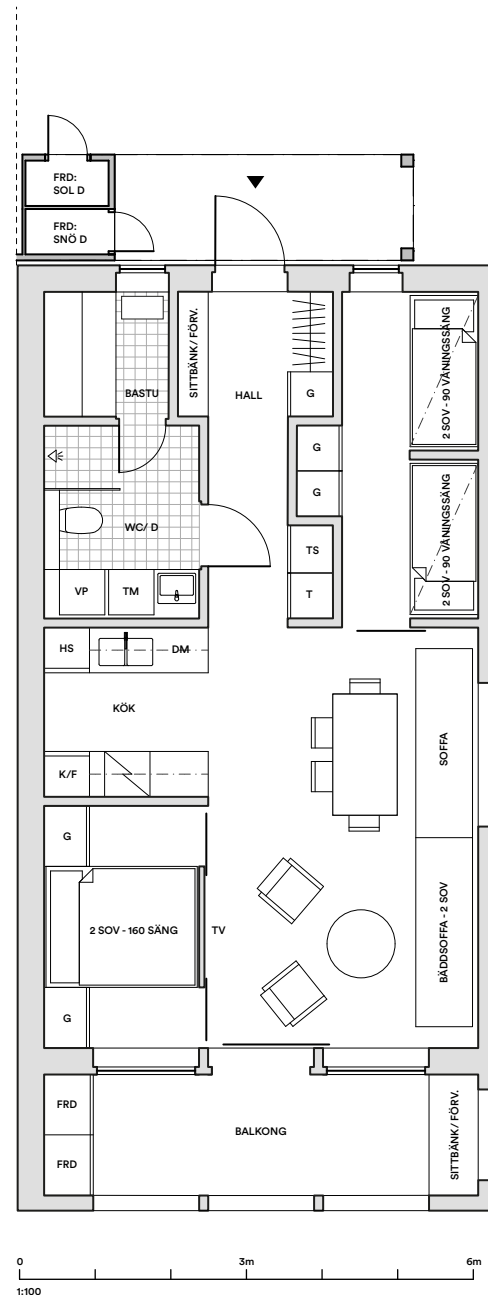 FRD:
SOL D
FRD:
SNÖ D
SITTBÄNK / FÖRV.
2 SOV - 90 VÅNINGSSÄNG
BASTU
HALL
G
G
G
2 SOV - 90 VÅNINGSSÄNG
WC/ D
TS
VP
TM
T
HS
DM
KÖK
SOFFA
K/F
G
2 SOV - 160 SÄNG
TV
BÄDDSOFFA - 2 SOV
G
FRD
BALKONG
SITTBÄNK / FÖRV.
FRD
0
3m
6m
1:100